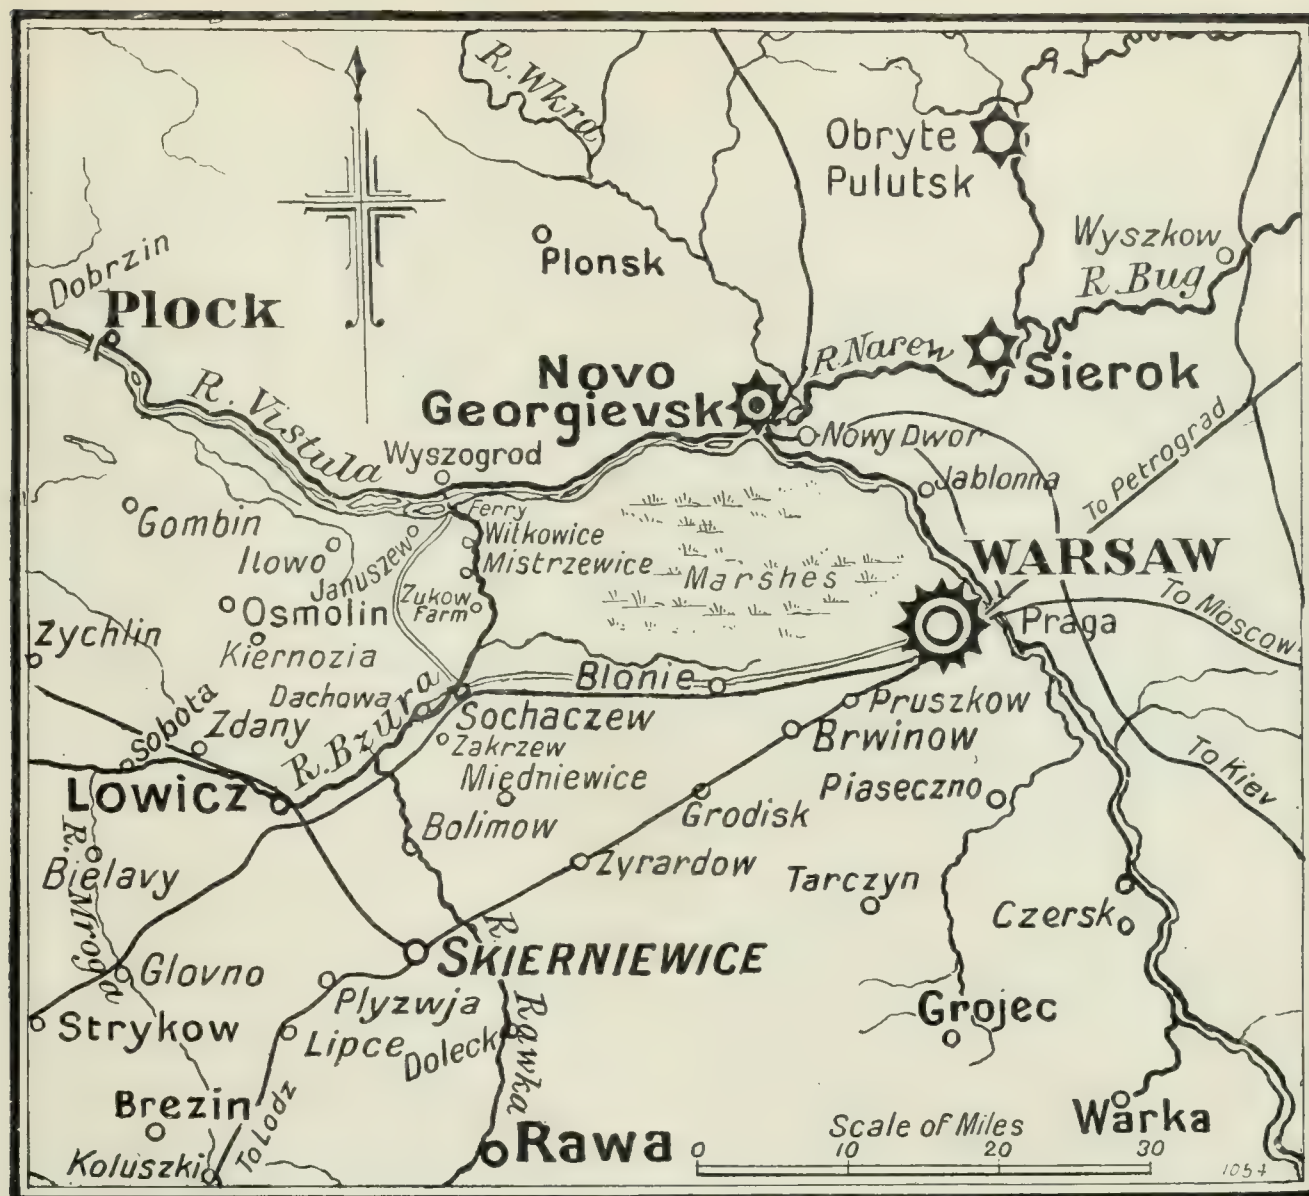 R. Wkra
Obryte
Pulutsk
Wyszkow
R. Bug
Dobrzin
Plonsk
Plock
R. Narew
Sierok
Novo
Georgievsk
R. Vistula
Wyszogrod
Nowy Dwor
To Petrograd
Jablonna
Gombin
Ferry
Witkowice
Ilowo
Januszew
Mistrzewice
Marshes
WARSAW
Zukow
Farm
Osmolin
To Moscow
Praga
Zychlin
Kiernozia
Dachowa
Blonie
Sobota
Zdany
R. Bzura
Sochaczew
Pruszkow
Zakrzew
Brwinow
Miedniewice
Piaseczno
To Kiev
Lowicz
Bolimow
Grodisk
R. Mroga
Bielavy
Zyrardow
Tarczyn
Czersk
R. Rawka
SKIERNIEWICE
Glovno
Plyzwja
Grojec
Strykow
Lipce
Doleck
Brezin
To Lodz
Warka
Koluszki
Rawa
Scale of Miles
0 10 20 30
1054